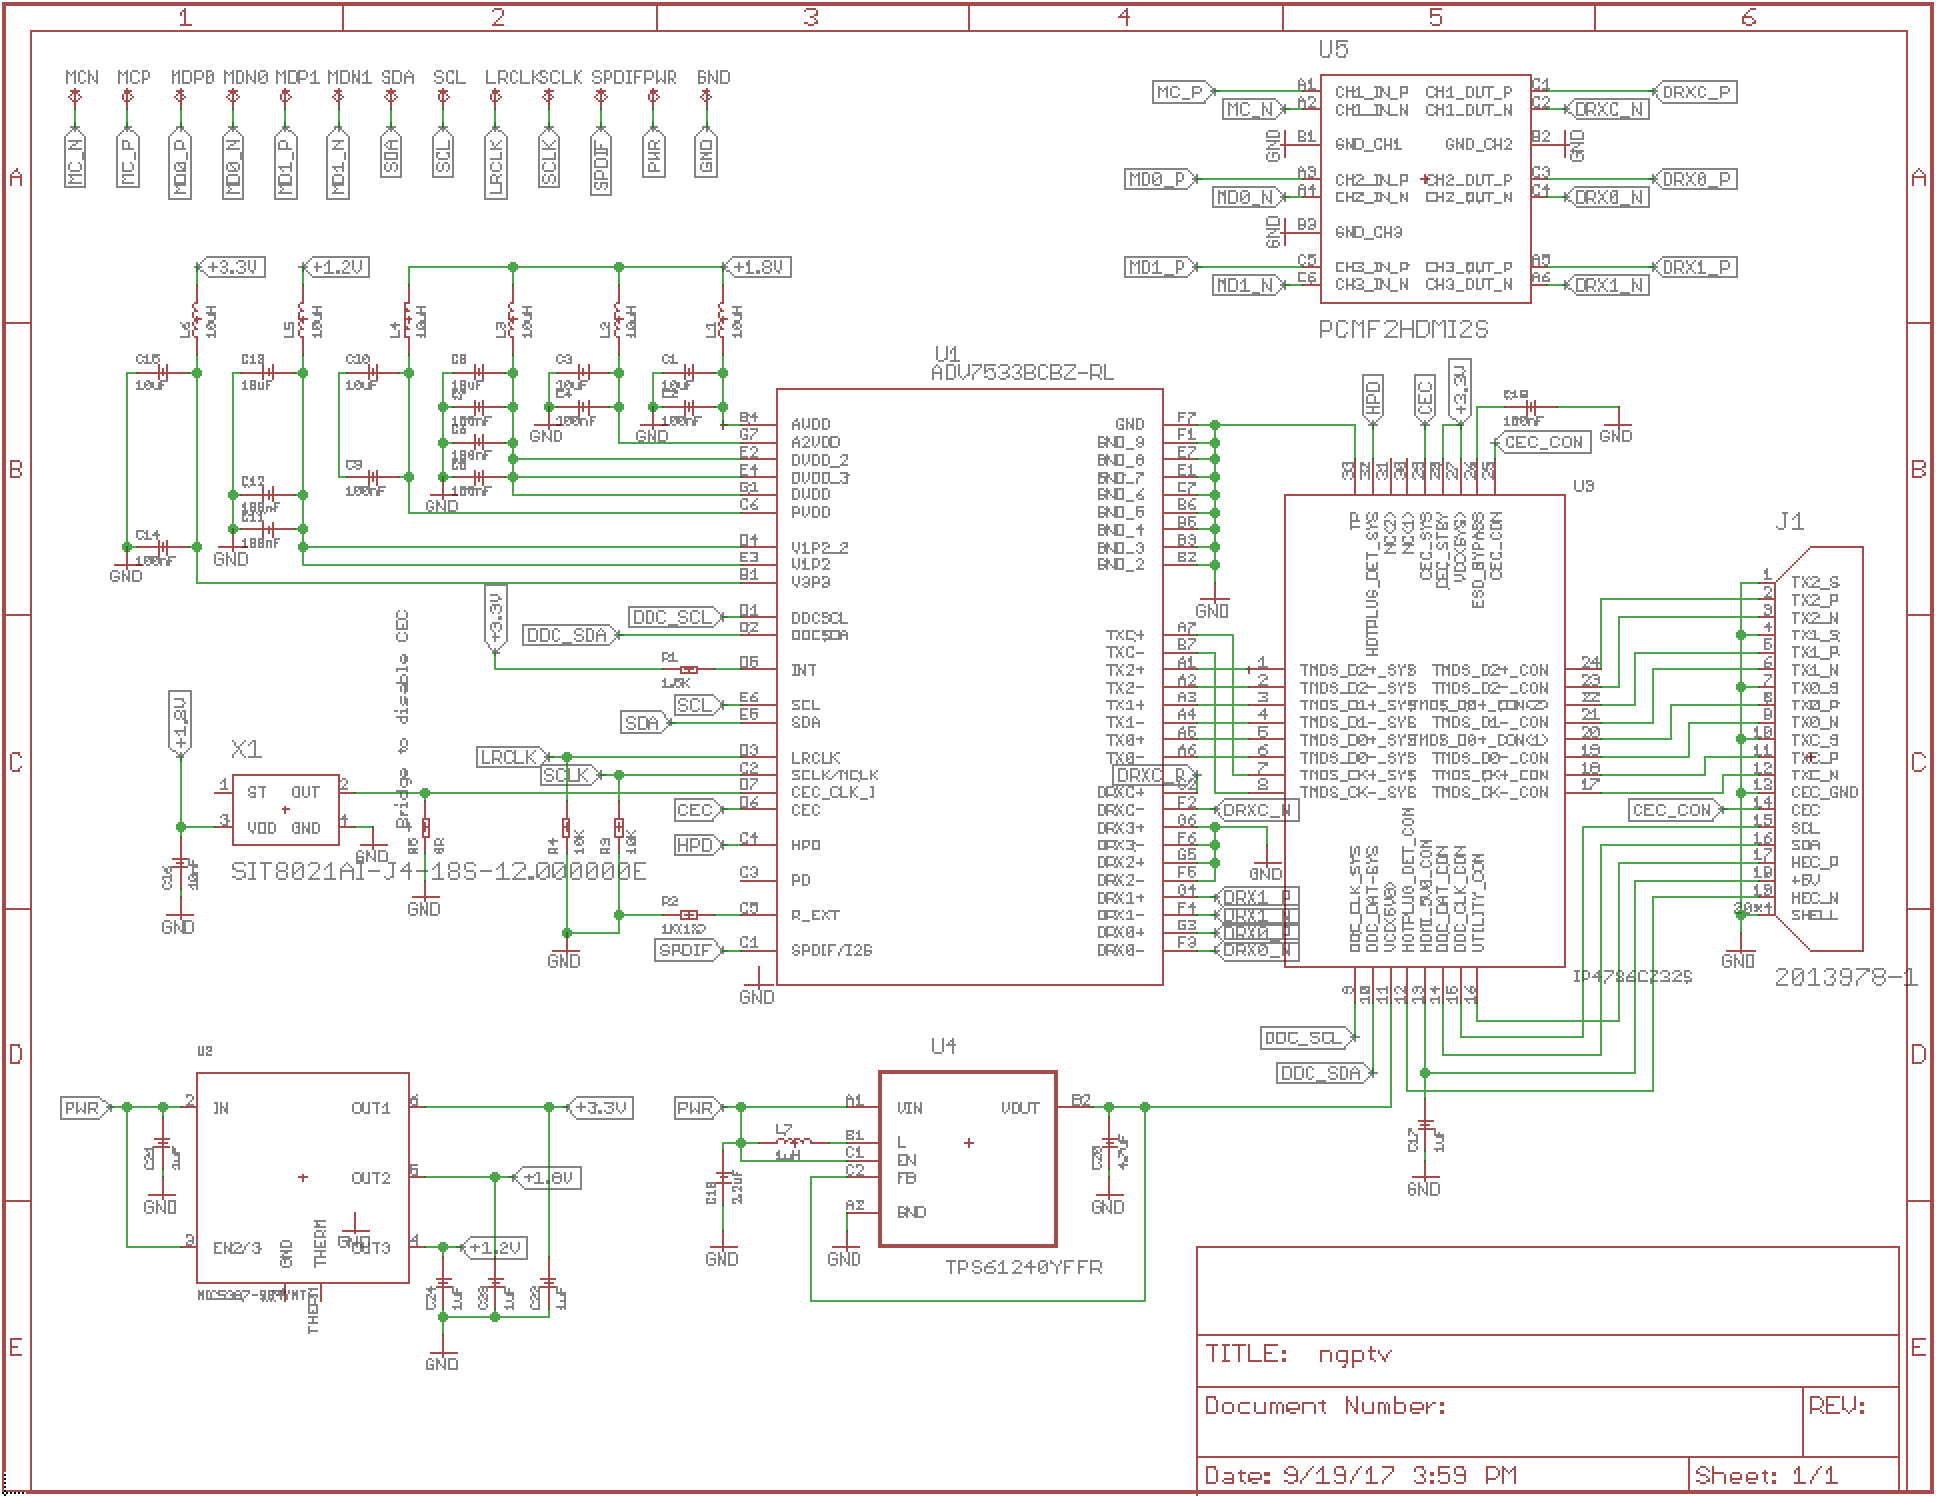 1 2 3 4 5 6
A B C D E
A B C D E
MCN MCP MDP0 MDN0 MDP1 MDN1 SDA SCL LRCLK SCLK SPDIF PWR GND
MC_N MC_P MD0_P MD0_N MD1_P MD1_N SDA SCL LRCLK SCLK SPDIF PWR GND
U5
MC_P A1 CH1_IN_P CH1_OUT_P C1 DRXC_P
MC_N A2 CH1_IN_N CH1_OUT_N C2 DRXC_N
GND B1 GND_CH1 GND_CH2 B2 GND
MD0_P A3 CH2_IN_P CH2_OUT_P C3 DRX0_P
MD0_N A4 CH2_IN_N CH2_OUT_N C4 DRX0_N
GND B3 GND_CH3
MD1_P C5 CH3_IN_P CH3_OUT_P A5 DRX1_P
MD1_N C6 CH3_IN_N CH3_OUT_N A6 DRX1_N
PCMF2HDMI2S
+3.3V +1.2V +1.8V
L6 10uH L5 10uH L4 10uH L3 10uH L2 10uH L1 10uH
C15 10uF C13 10uF C10 10uF C8 10uF C3 10uF C1 10uF
C4 100nF C2 100nF
C9 100nF
C12 100nF
C11 100nF
C14 100nF
GND GND GND GND GND
U1
ADV7533BCBZ-RL
B4 AVDD
G7 A2VDD
E2 DVDD_2
E4 DVDD_3
G1 DVDD
C6 PVDD
D4 V1P2_2
E3 V1P2
B1 V3P3
DDC_SCL D1 DDCSCL
DDC_SDA D2 DDCSDA
+3.3V R1 1.5K D5 INT
SCL E6 SCL
SDA E5 SDA
LRCLK D3 LRCLK
SCLK C2 SCLK/MCLK
D7 CEC_CLK_I
CEC D6 CEC
HPD C4 HPD
C3 PD
R2 1K(1%) C5 R_EXT
SPDIF C1 SPDIF/I2S
GND
GND F7
GND_9 F1
GND_8 E7
GND_7 E1
GND_6 C7
GND_5 B6
GND_4 B5
GND_3 B3
GND_2 B2
GND
TXC+ A7
TXC- B7
TX2+ A1
TX2- A2
TX1+ A3
TX1- A4
TX0+ A5
TX0- A6
DRXC_P
DRXC+ G2
DRXC- F2 DRXC_N
DRX3+ G6
DRX3- F6
DRX2+ G5
DRX2- F5
GND
DRX1+ G4 DRX1_P
DRX1- F4 DRX1_N
DRX0+ G3 DRX0_P
DRX0- F3 DRX0_N
Bridge to disable CEC
+1.8V
X1
1 ST OUT 2
3 VDD GND 4
SIT8021AI-J4-18S-12.000000E
C16 10nF
GND GND
R5 0R
GND
R4 10K R3 10K
GND
HPD CEC +3.3V
C18 100nF
GND
CEC_CON
33 32 31 30 29 28 27 26 25
U3
TP
HOTPLUG_DET_SYS
NC(2)
NC(1)
CEC_SYS
CEC_STBY
VCC(SYS)
ESD_BYPASS
CEC_CON
1 TMDS_D2+_SYS TMDS_D2+_CON 24
2 TMDS_D2-_SYS TMDS_D2-_CON 23
3 TMDS_D1+_SYS TMDS_D0+_CON(2) 22
4 TMDS_D1-_SYS TMDS_D1-_CON 21
5 TMDS_D0+_SYS TMDS_D0+_CON(1) 20
6 TMDS_D0-_SYS TMDS_D0-_CON 19
7 TMDS_CK+_SYS TMDS_CK+_CON 18
8 TMDS_CK-_SYS TMDS_CK-_CON 17
DDC_CLK_SYS
DDC_DAT-SYS
VCC(5V0)
HOTPLUG_DET_CON
HDMI_5V0_CON
DDC_DAT_CON
DDC_CLK_CON
UTILITY_CON
9 10 11 12 13 14 15 16
IP4786CZ32S
DDC_SCL
DDC_SDA
C17 1uF
GND
J1
1 TX2_S
2 TX2_P
3 TX2_N
4 TX1_S
5 TX1_P
6 TX1_N
7 TX0_S
8 TX0_P
9 TX0_N
10 TXC_S
11 TXC_P
12 TXC_N
13 CEC_GND
CEC_CON 14 CEC
15 SCL
16 SDA
17 HEC_P
18 +5V
19 HEC_N
SHELL
GND
2013978-1
U2
PWR 2 IN OUT1 6 +3.3V
C21 1uF
GND
OUT2 5 +1.8V
3 EN2/3 OUT3 4 +1.2V
GND THERM GND
THERM
C24 1uF C23 1uF C22 1uF
GND
U4
PWR A1 VIN VOUT B2
L7 1uH B1 L
C1 EN
C2 FB
A2 GND
C19 2.2uF
GND GND
C20 4.7uF
GND
TPS61240YFFR
TITLE: ngptv
Document Number: REV:
Date: 9/19/17 3:59 PM Sheet: 1/1